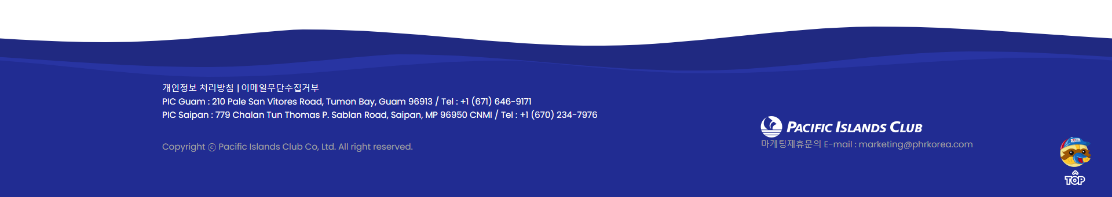 개인정보 처리방침 | 이메일무단수집거부
PIC Guam : 210 Pale San Vitores Road, Tumon Bay, Guam 96913 / Tel : +1 (671) 646-9171
PIC Saipan : 779 Chalan Tun Thomas P. Sablan Road, Saipan, MP 96950 CNMI / Tel : +1 (670) 234-7976
Copyright ⓒ Pacific Islands Club Co, Ltd. All right reserved.
PACIFIC ISLANDS CLUB
마케팅제휴문의 E-mail : marketing@phrkorea.com
TOP